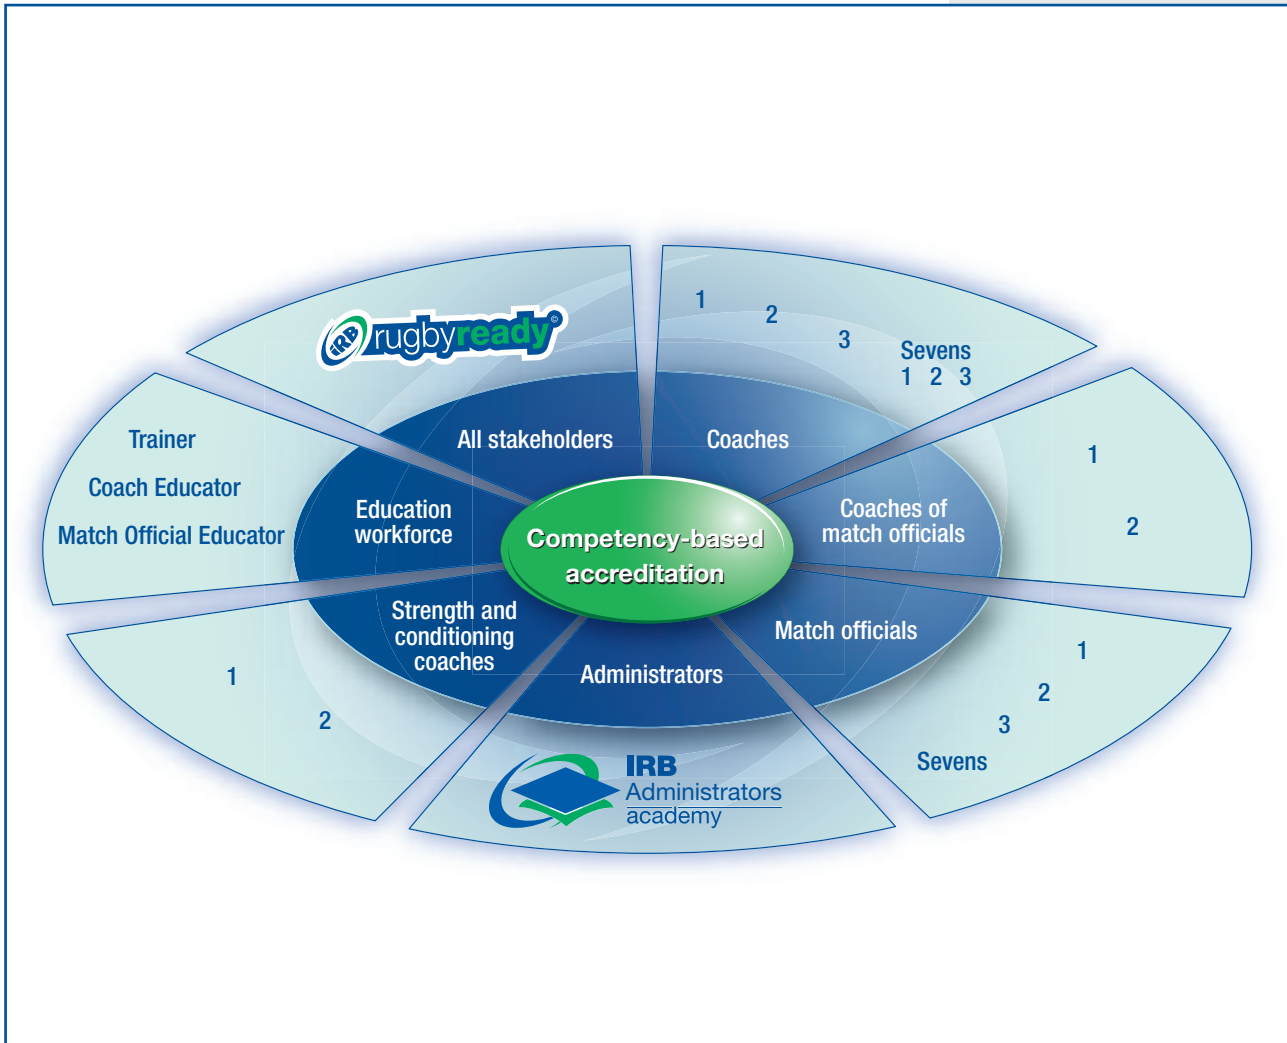 IRB rugbyready©
1
2
3
Sevens
1 2 3
All stakeholders
Coaches
Trainer
Coach Educator
Match Official Educator
Education
workforce
Competency-based
accreditation
Coaches of
match officials
1
2
Strength and
conditioning
coaches
Administrators
Match officials
1
2
3
Sevens
1
2
IRB
Administrators
academy